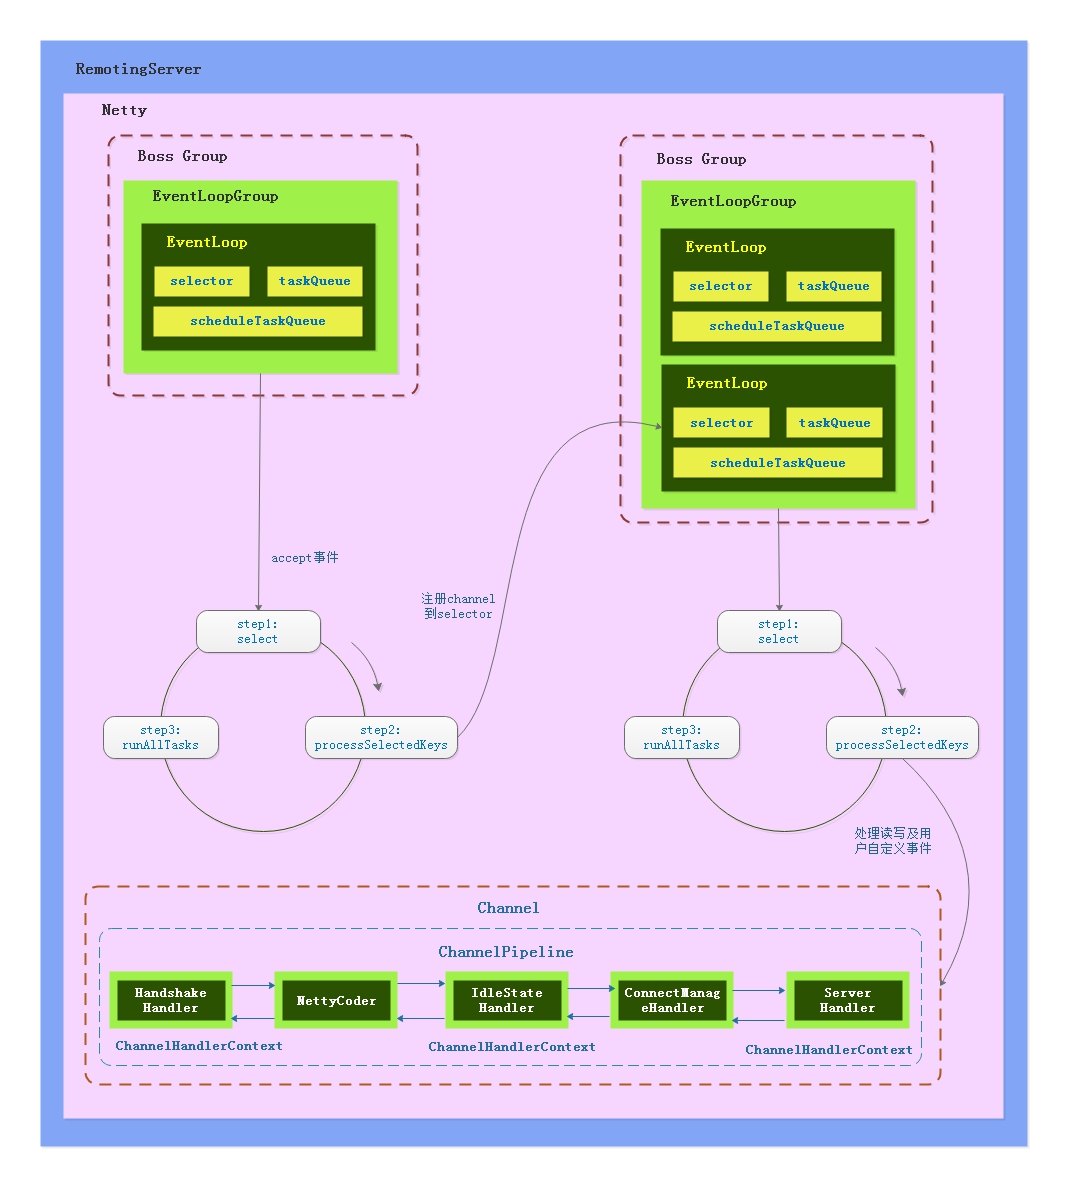 RemotingServer
Netty
Boss Group
EventLoopGroup
EventLoop
selector
taskQueue
scheduleTaskQueue
Boss Group
EventLoopGroup
EventLoop
selector
taskQueue
scheduleTaskQueue
EventLoop
selector
taskQueue
scheduleTaskQueue
accept事件
注册channel
到selector
step1:
select
step3:
runAllTasks
step2:
processSelectedKeys
step1:
select
step3:
runAllTasks
step2:
processSelectedKeys
处理读写及用
户自定义事件
Channel
ChannelPipeline
Handshake
Handler
NettyCoder
IdleState
Handler
ConnectManag
eHandler
Server
Handler
ChannelHandlerContext
ChannelHandlerContext
ChannelHandlerContext